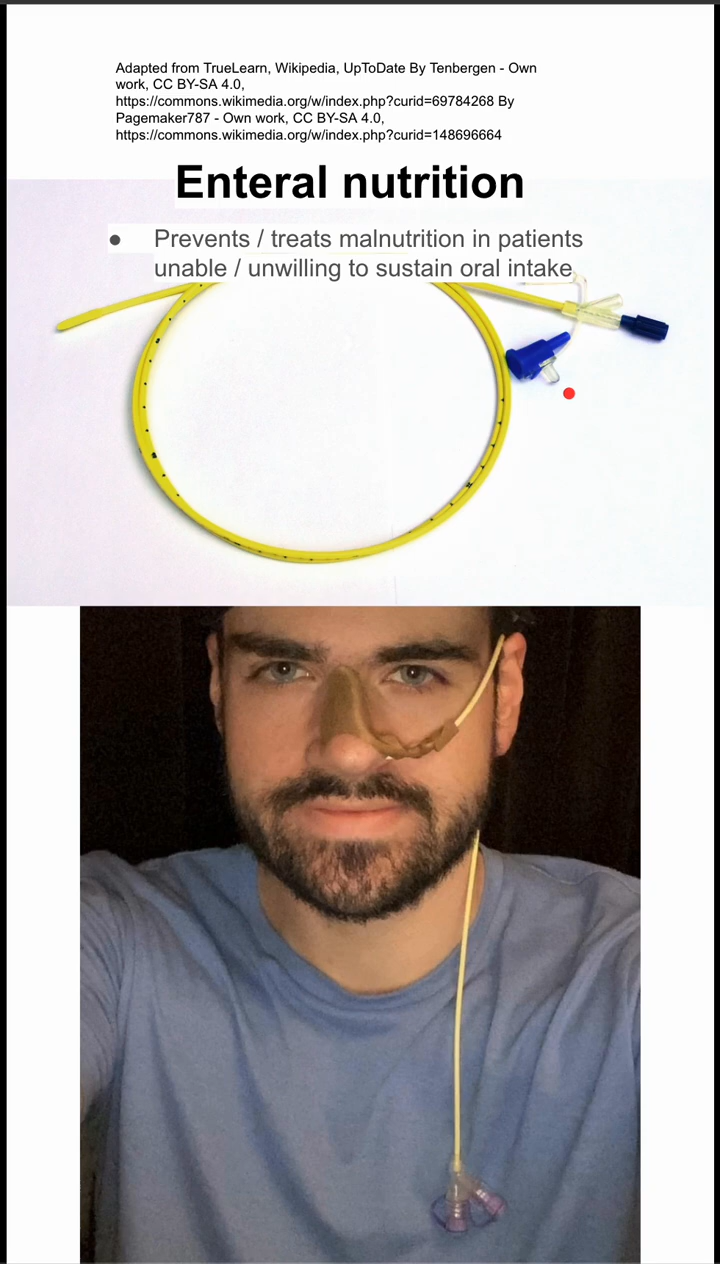 Adapted from TrueLearn, Wikipedia, UpToDate By Tenbergen - Own
work, CC BY-SA 4.0,
https://commons.wikimedia.org/w/index.php?curid=69784268 By
Pagemaker787 - Own work, CC BY-SA 4.0,
https://commons.wikimedia.org/w/index.php?curid=148696664
Enteral nutrition
● Prevents / treats malnutrition in patients
unable / unwilling to sustain oral intake